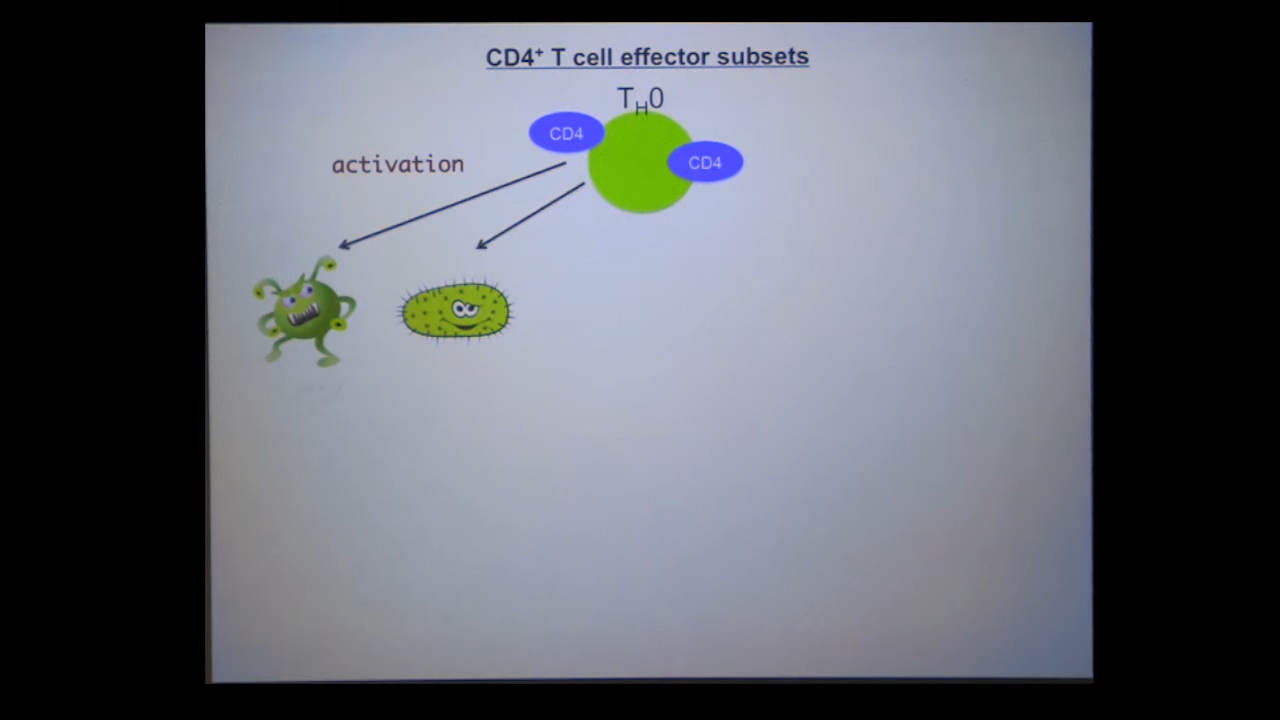 CD4⁺ T cell effector subsets
TH0
CD4
CD4
activation